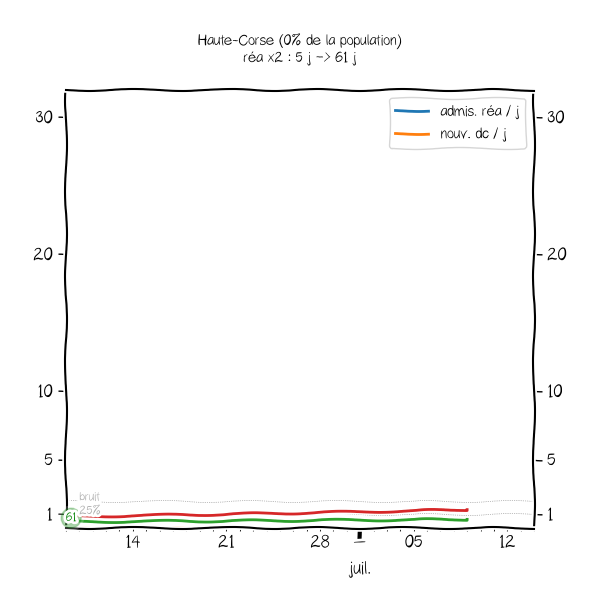 Haute-Corse (0% de la population)
réa x2 : 5 j -> 61 j
admis. réa / j
nouv. dc / j
30
30
20
20
10
10
5
5
bruit
25%
1
61
1
14
21
28
05
12
juil.